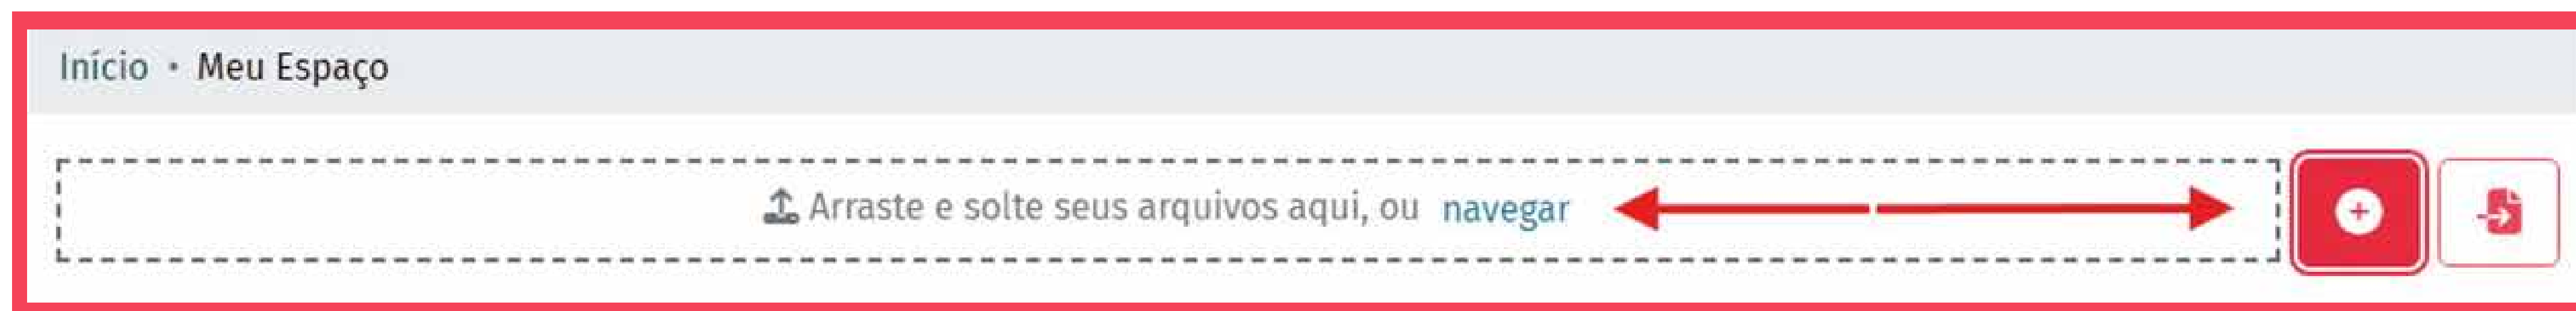 Início • Meu Espaço
Arraste e solte seus arquivos aqui, ou navegar